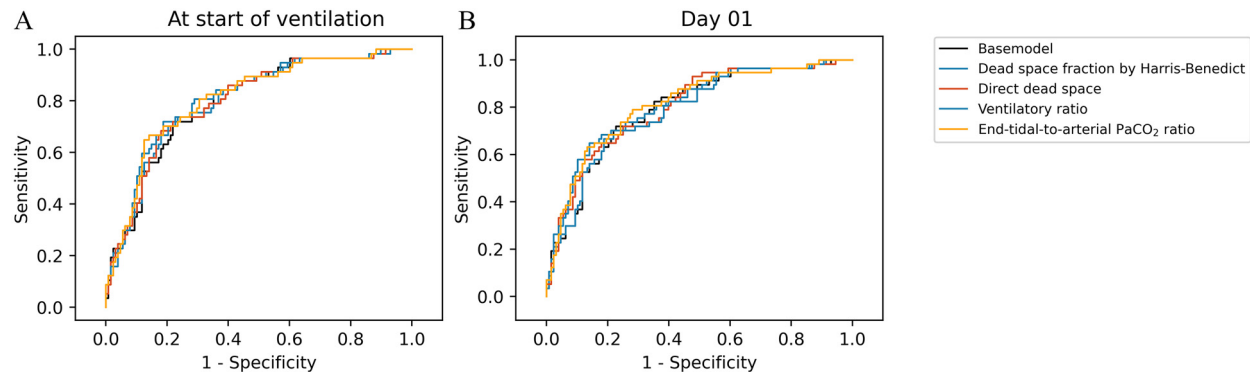 A
At start of ventilation
1.0
0.8
0.6
0.4
0.2
0.0
Sensitivity
0.0 0.2 0.4 0.6 0.8 1.0
1 - Specificity
B
Day 01
1.0
0.8
0.6
0.4
0.2
0.0
Sensitivity
0.0 0.2 0.4 0.6 0.8 1.0
1 - Specificity
Basemodel
Dead space fraction by Harris-Benedict
Direct dead space
Ventilatory ratio
End-tidal-to-arterial PaCO₂ ratio